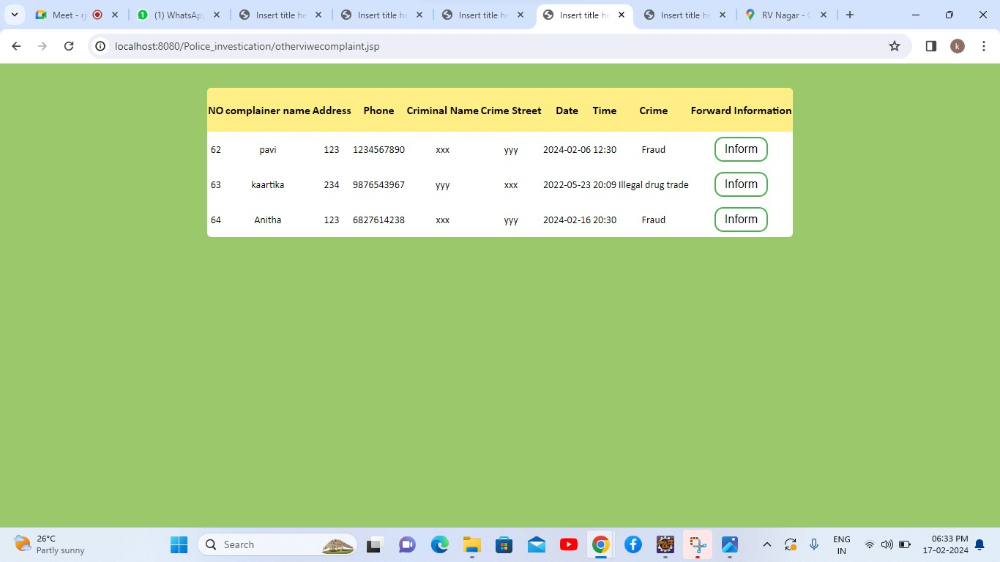 Meet - rj
(1) WhatsAp
Insert title he
Insert title he
Insert title he
Insert title he
Insert title he
RV Nagar - G
localhost:8080/Police_investication/otherviwecomplaint.jsp
k
NO complainer name Address Phone Criminal Name Crime Street Date Time Crime Forward Information
62 pavi 123 1234567890 xxx yyy 2024-02-06 12:30 Fraud Inform
63 kaartika 234 9876543967 yyy xxx 2022-05-23 20:09 Illegal drug trade Inform
64 Anitha 123 6827614238 xxx yyy 2024-02-16 20:30 Fraud Inform
26°C
Partly sunny
Search
ENG
IN
06:33 PM
17-02-2024